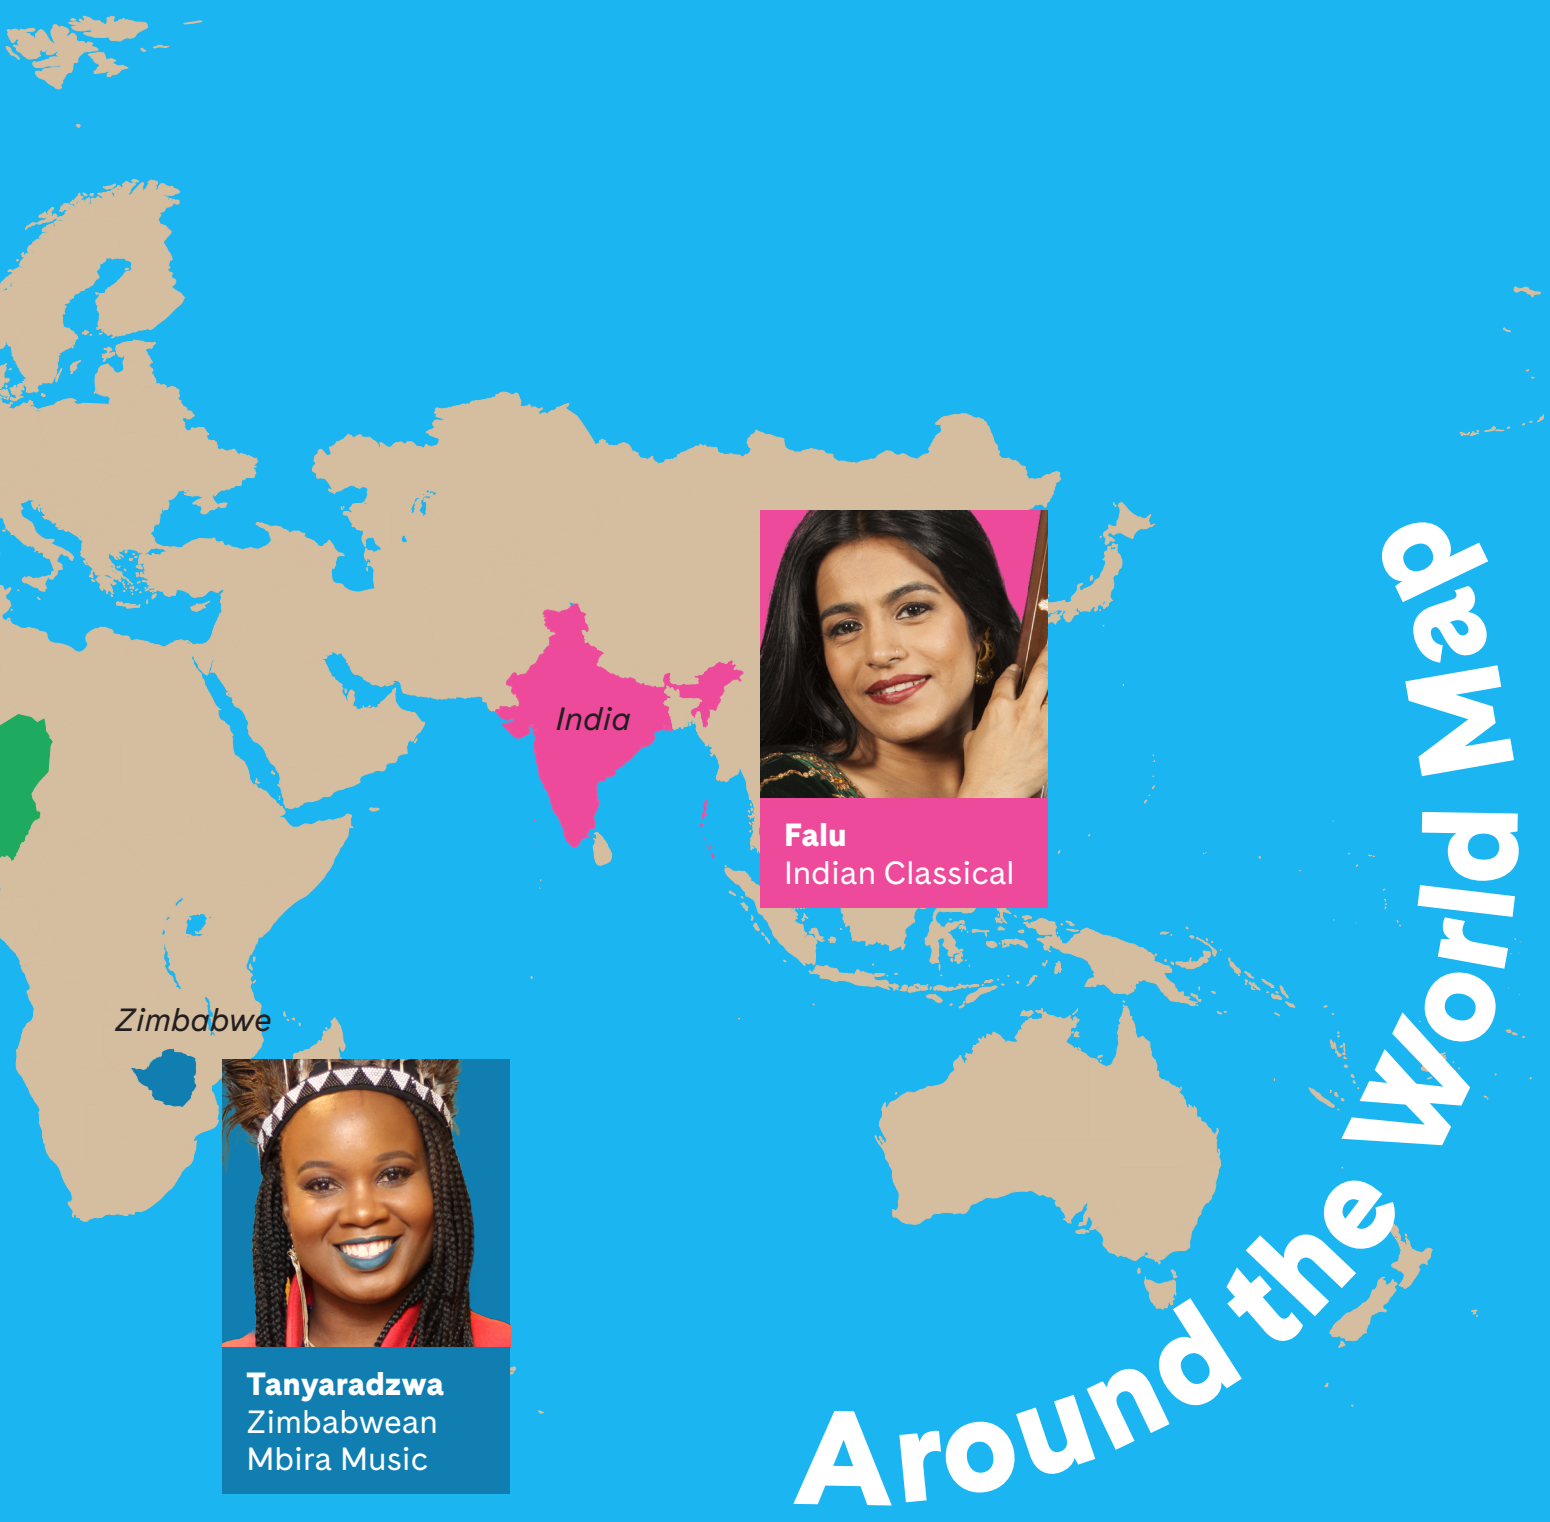 India
Falu
Indian Classical
Zimbabwe
Tanyaradzwa
Zimbabwean
Mbira Music
Around the World Map